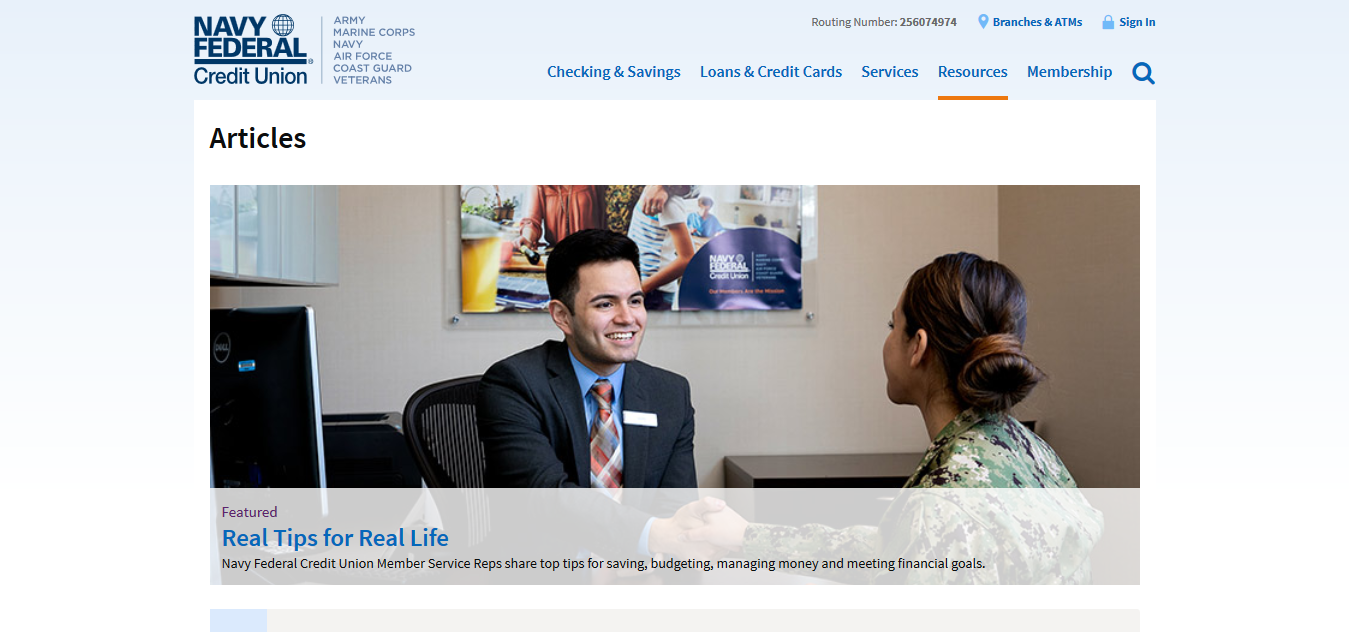 NAVY
FEDERAL®
Credit Union
ARMY
MARINE CORPS
NAVY
AIR FORCE
COAST GUARD
VETERANS
Routing Number: 256074974
Branches & ATMs
Sign In
Checking & Savings
Loans & Credit Cards
Services
Resources
Membership
Articles
NAVY
FEDERAL
Credit Union
Our Members Are the Mission
DELL
Featured
Real Tips for Real Life
Navy Federal Credit Union Member Service Reps share top tips for saving, budgeting, managing money and meeting financial goals.